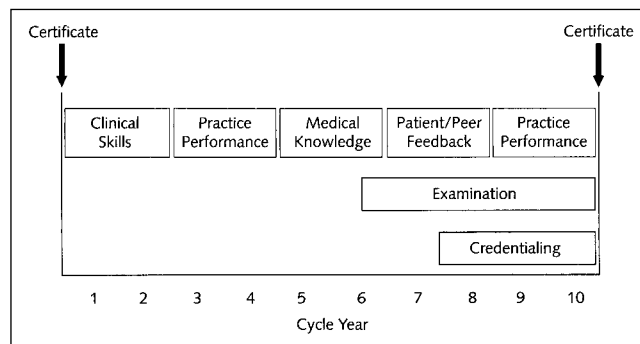 Certificate Certificate
Clinical Practice Medical Patient/Peer Practice
Skills Performance Knowledge Feedback Performance
Examination
Credentialing
1 2 3 4 5 6 7 8 9 10
Cycle Year